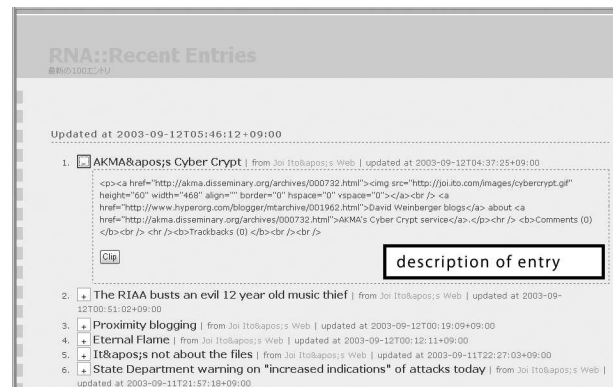 RNA::Recent Entries
最新の100エントリ
Updated at 2003-09-12T05:46:12+09:00
1. - AKMA&apos;s Cyber Crypt | from Joi Ito&apos;s Web | updated at 2003-09-12T04:37:25+09:00
<p><a href="http://akma.disseminary.org/archives/000732.html"><img src="http://joi.ito.com/images/cybercrypt.gif"
height="60" width="468" align="" border="0" hspace="0" vspace="0"></a><br /> <a
href="http://www.hyperorg.com/blogger/mtarchive/001962.html">David Weinberger blogs</a> about <a
href="http://akma.disseminary.org/archives/000732.html">AKMA's Cyber Crypt service</a>.</p><hr /> <b>Comments (0)
</b><br /> <hr /><b>Trackbacks (0) </b><br /><br />
Clip
description of entry
2. + The RIAA busts an evil 12 year old music thief | from Joi Ito&apos;s Web | updated at 2003-09-
12T00:51:02+09:00
3. + Proximity blogging | from Joi Ito&apos;s Web | updated at 2003-09-12T00:19:09+09:00
4. + Eternal Flame | from Joi Ito&apos;s Web | updated at 2003-09-12T00:12:11+09:00
5. + It&apos;s not about the files | from Joi Ito&apos;s Web | updated at 2003-09-11T22:27:03+09:00
6. + State Department warning on "increased indications" of attacks today | from Joi Ito&apos;s Web |
updated at 2003-09-11T21:57:18+09:00